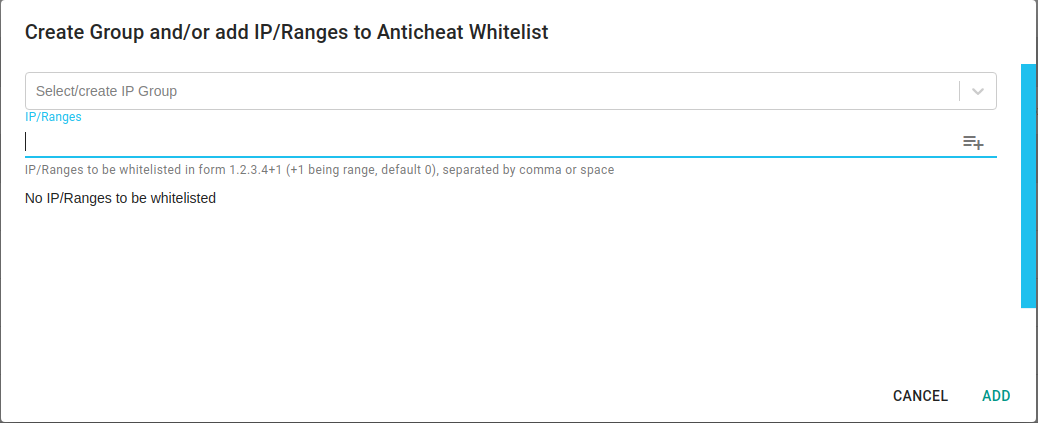 Create Group and/or add IP/Ranges to Anticheat Whitelist
Select/create IP Group
IP/Ranges
IP/Ranges to be whitelisted in form 1.2.3.4+1 (+1 being range, default 0), separated by comma or space
No IP/Ranges to be whitelisted
CANCEL ADD